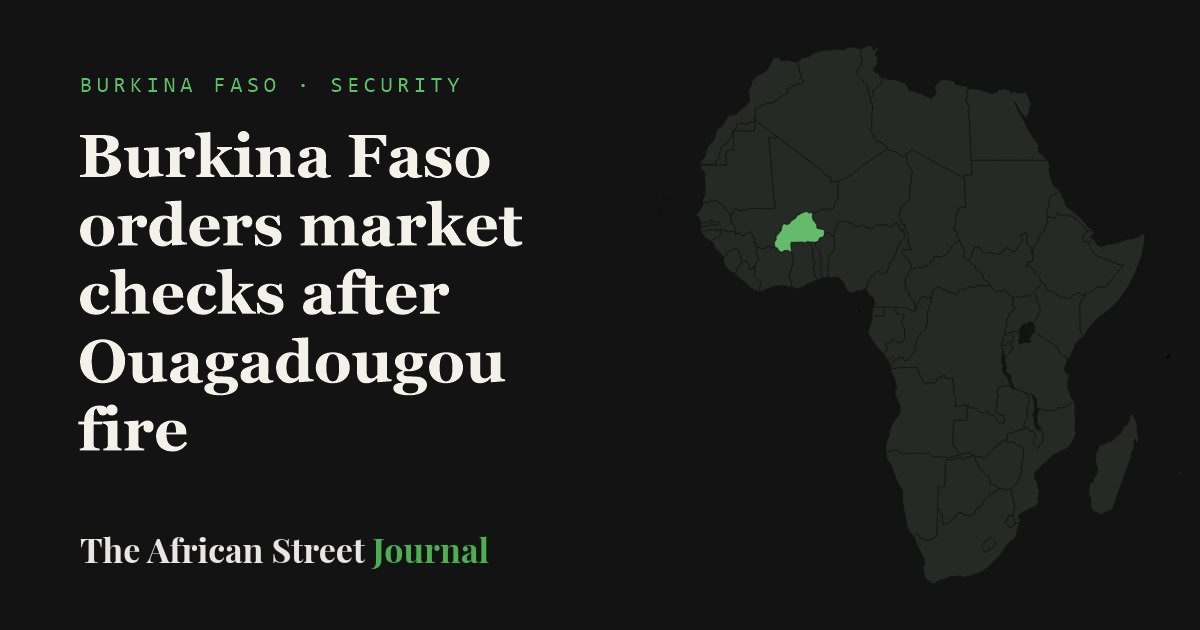 BURKINA FASO · SECURITY
Burkina Faso
orders market
checks after
Ouagadougou
fire
The African Street Journal